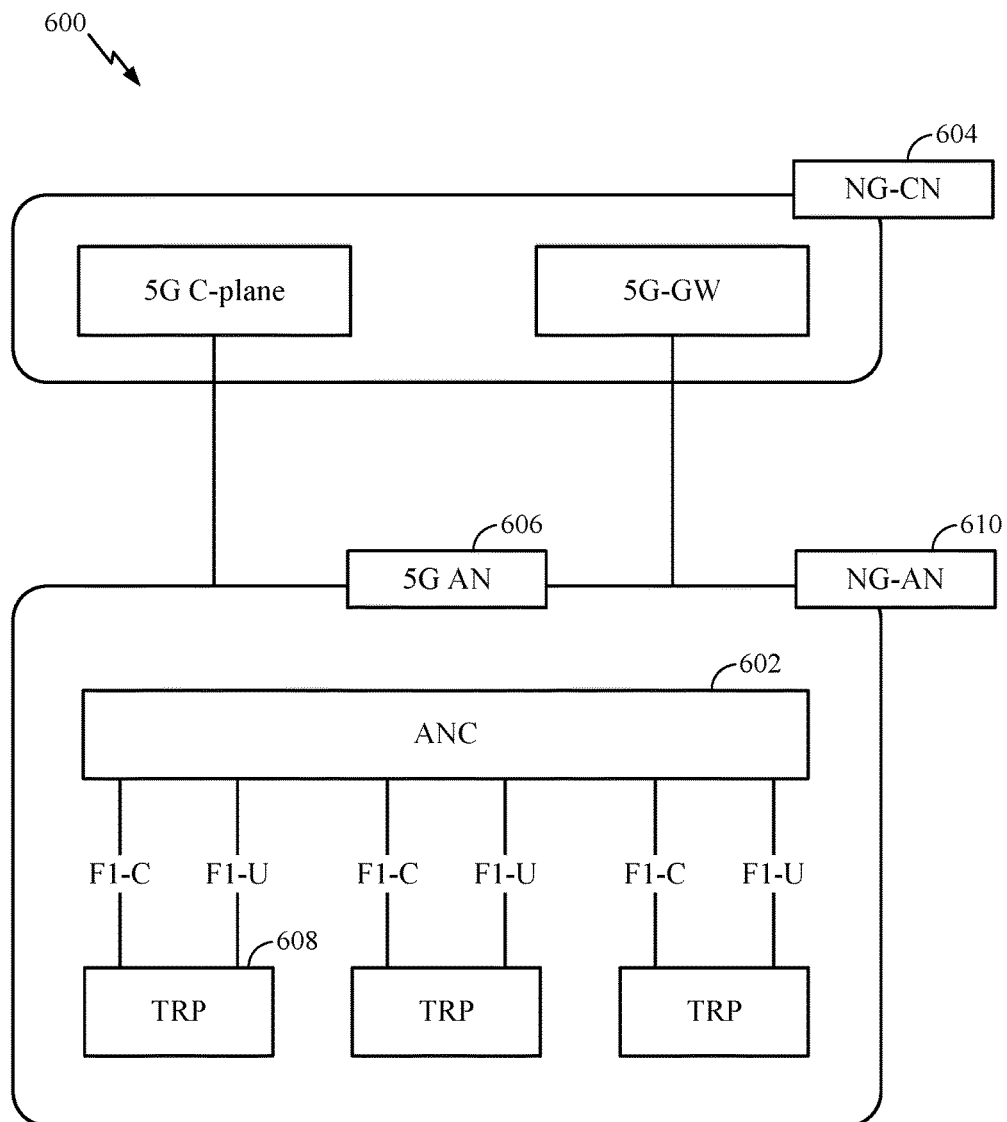 600
604
NG-CN
5G C-plane
5G-GW
606
610
5G AN
NG-AN
602
ANC
F1-C F1-U F1-C F1-U F1-C F1-U
608
TRP TRP TRP